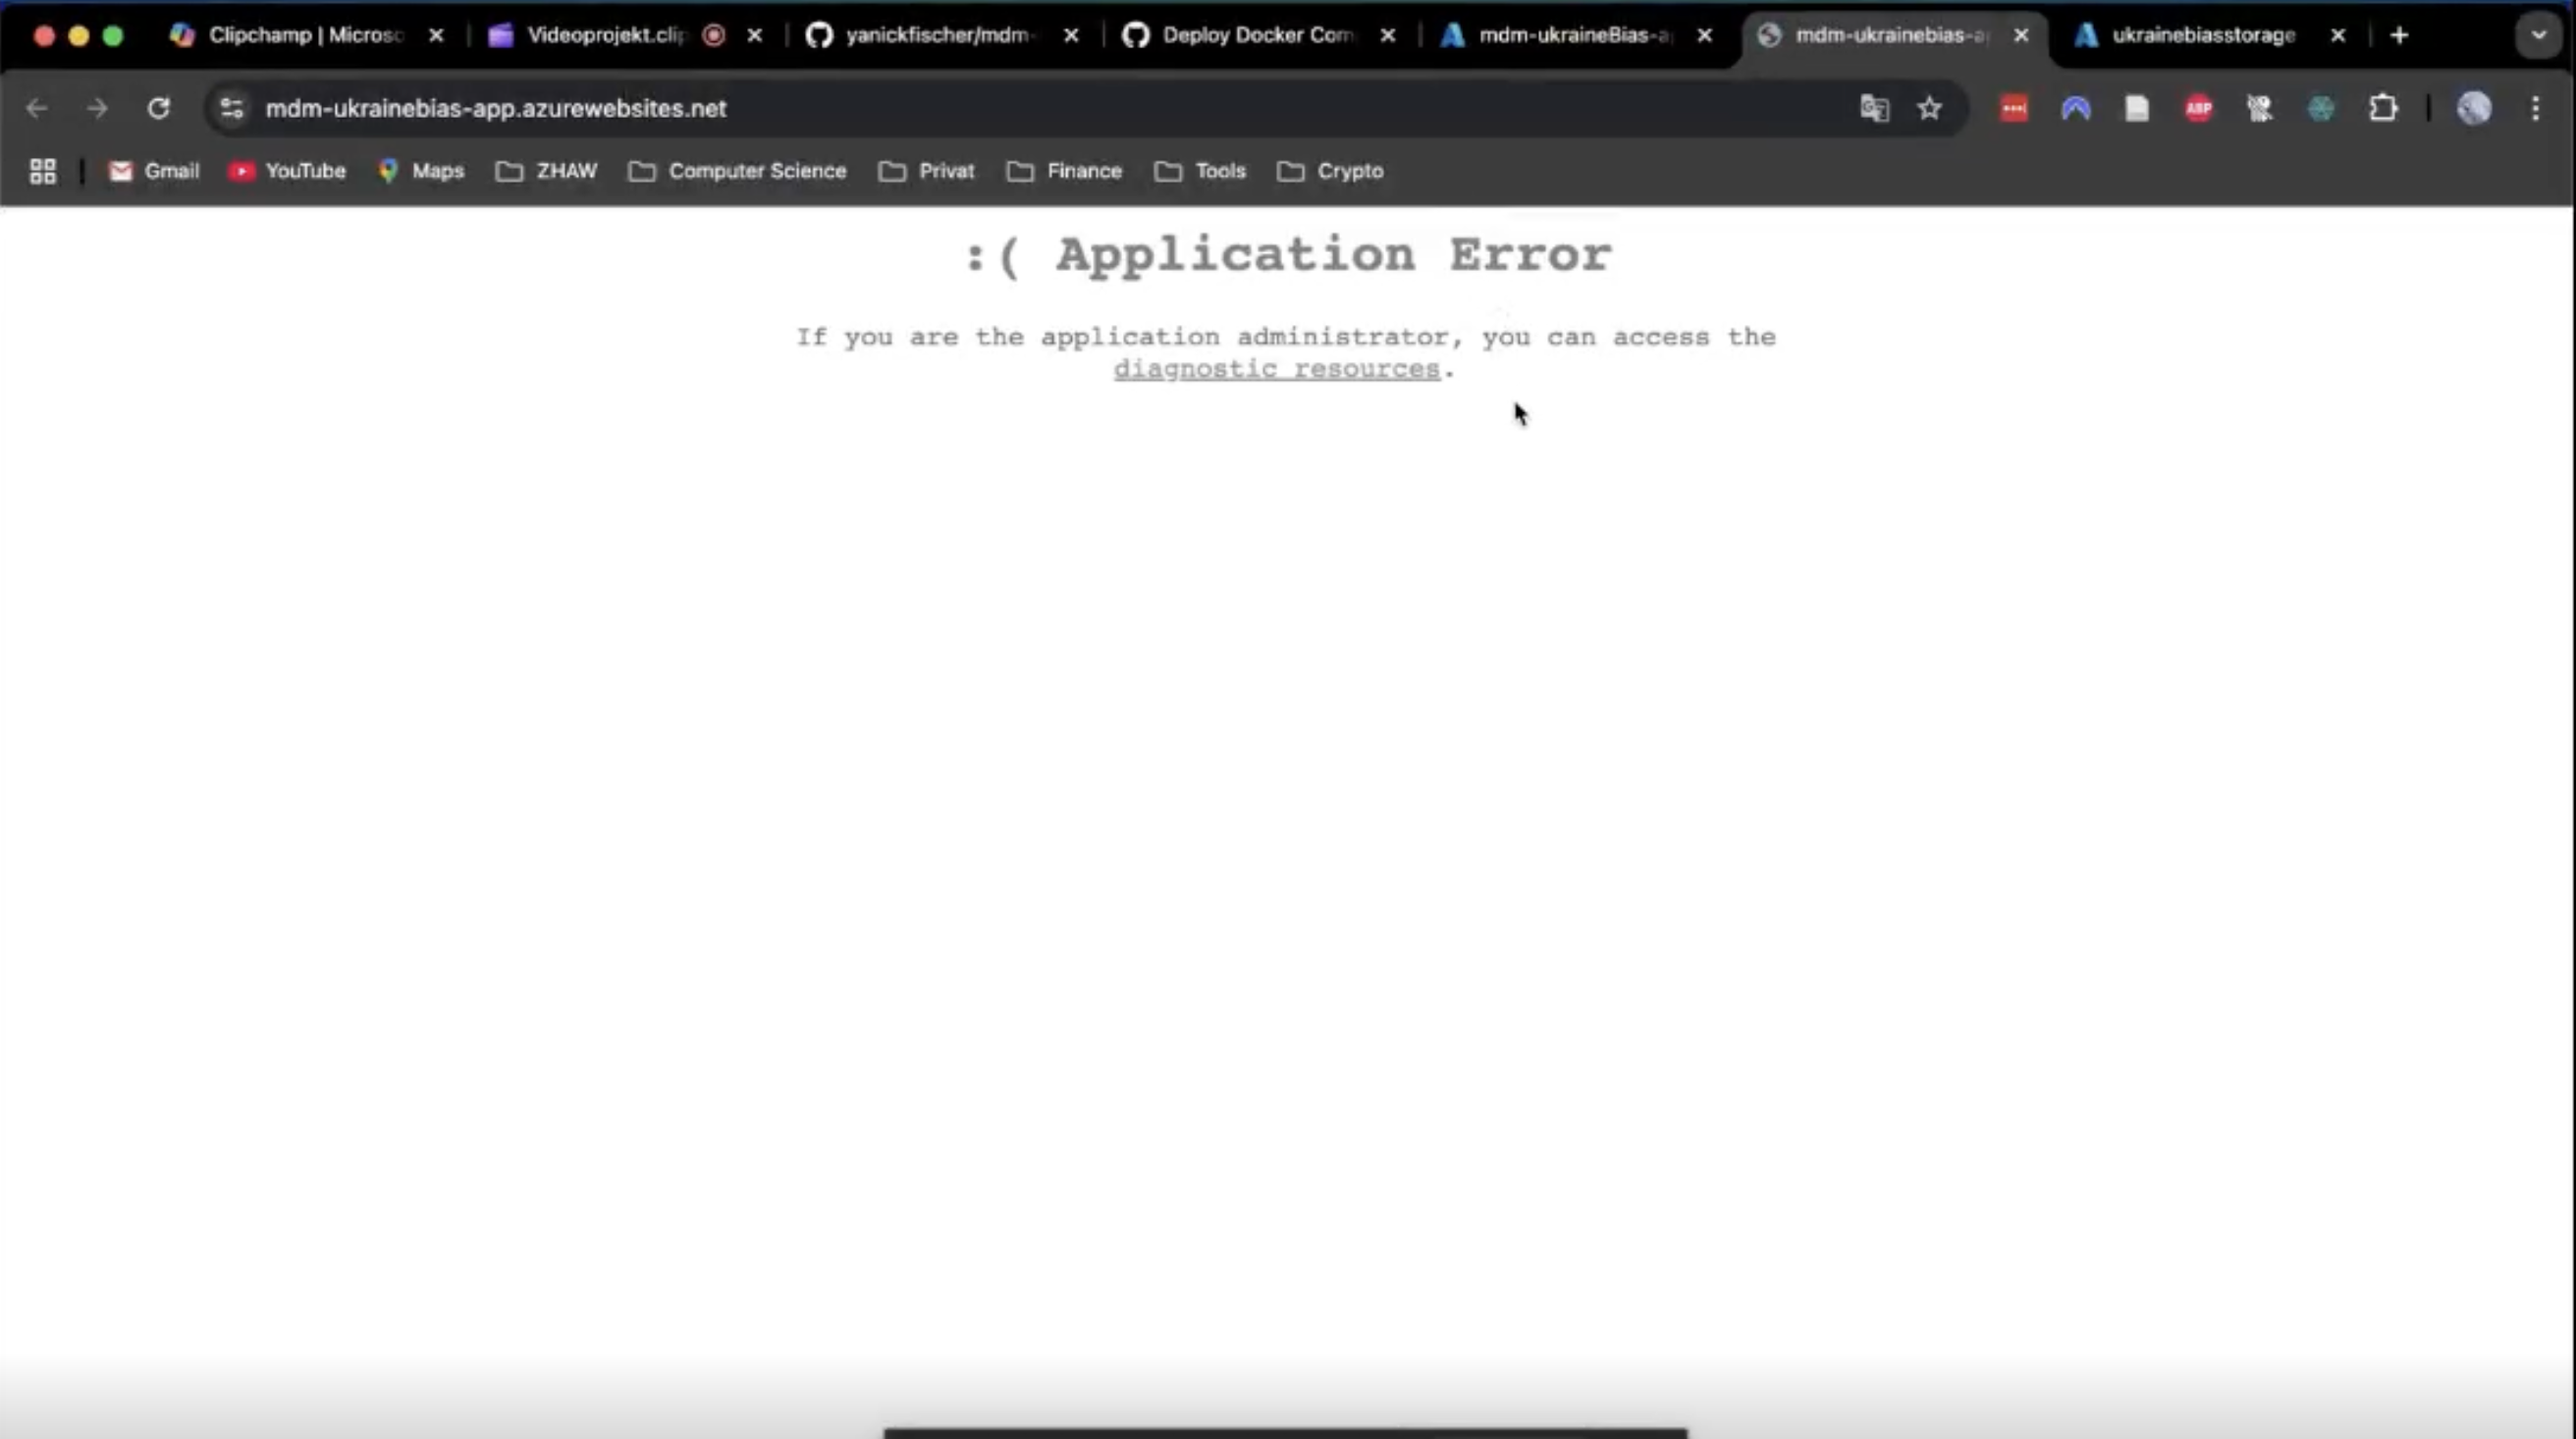 Clipchamp | Microso
Videoprojekt.clip
yanickfischer/mdm-
Deploy Docker Com
mdm-ukraineBias-a
mdm-ukrainebias-a
ukrainebiasstorage
mdm-ukrainebias-app.azurewebsites.net
ABP
Gmail
YouTube
Maps
ZHAW
Computer Science
Privat
Finance
Tools
Crypto
:( Application Error
If you are the application administrator, you can access the
diagnostic resources.